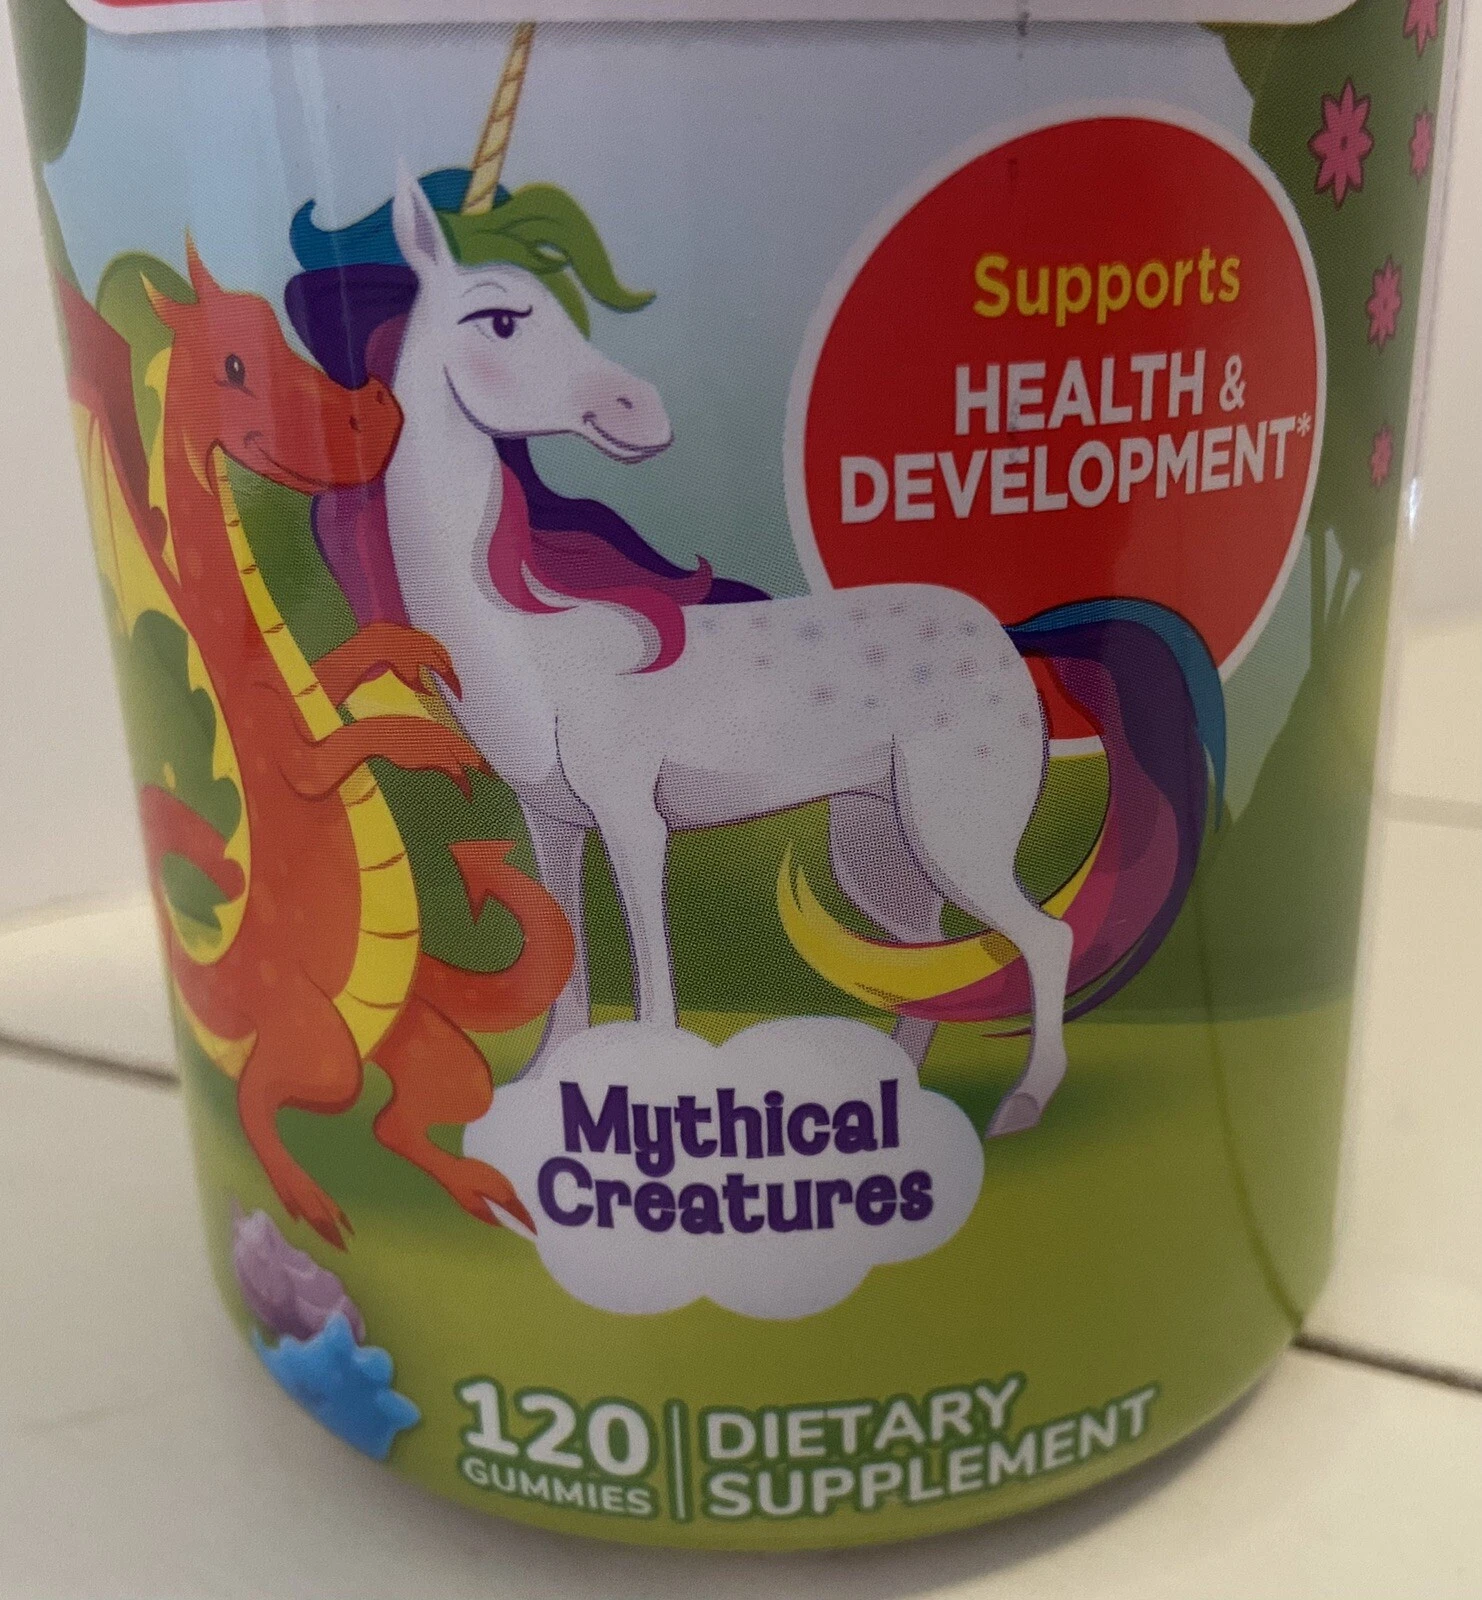 Supports
HEALTH &
DEVELOPMENT*
Mythical
Creatures
120
GUMMIES
DIETARY
SUPPLEMENT